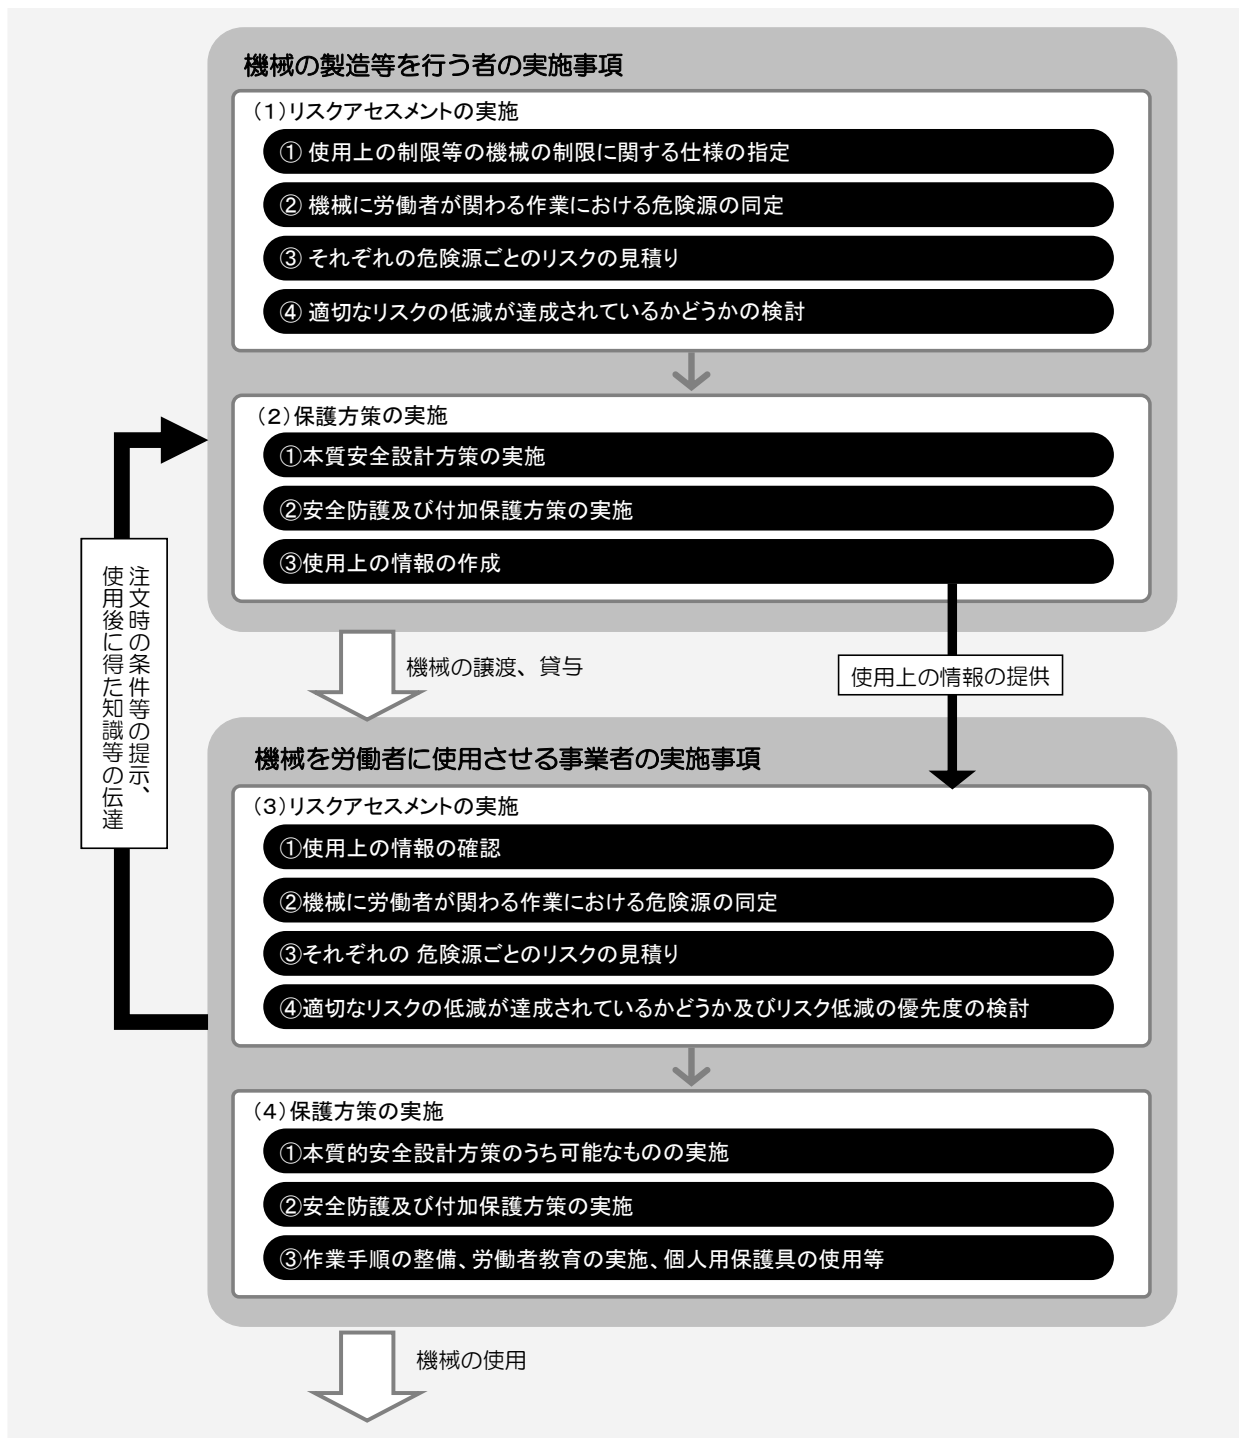 機械の製造等を行う者の実施事項
（１）リスクアセスメントの実施
① 使用上の制限等の機械の制限に関する仕様の指定
② 機械に労働者が関わる作業における危険源の同定
③ それぞれの危険源ごとのリスクの見積り
④ 適切なリスクの低減が達成されているかどうかの検討
（２）保護方策の実施
①本質安全設計方策の実施
②安全防護及び付加保護方策の実施
③使用上の情報の作成
機械の譲渡、貸与
使用上の情報の提供
注文時の条件等の提示、
使用後に得た知識等の伝達
機械を労働者に使用させる事業者の実施事項
（３）リスクアセスメントの実施
①使用上の情報の確認
②機械に労働者が関わる作業における危険源の同定
③それぞれの 危険源ごとのリスクの見積り
④適切なリスクの低減が達成されているかどうか及びリスク低減の優先度の検討
（４）保護方策の実施
①本質的安全設計方策のうち可能なものの実施
②安全防護及び付加保護方策の実施
③作業手順の整備、労働者教育の実施、個人用保護具の使用等
機械の使用